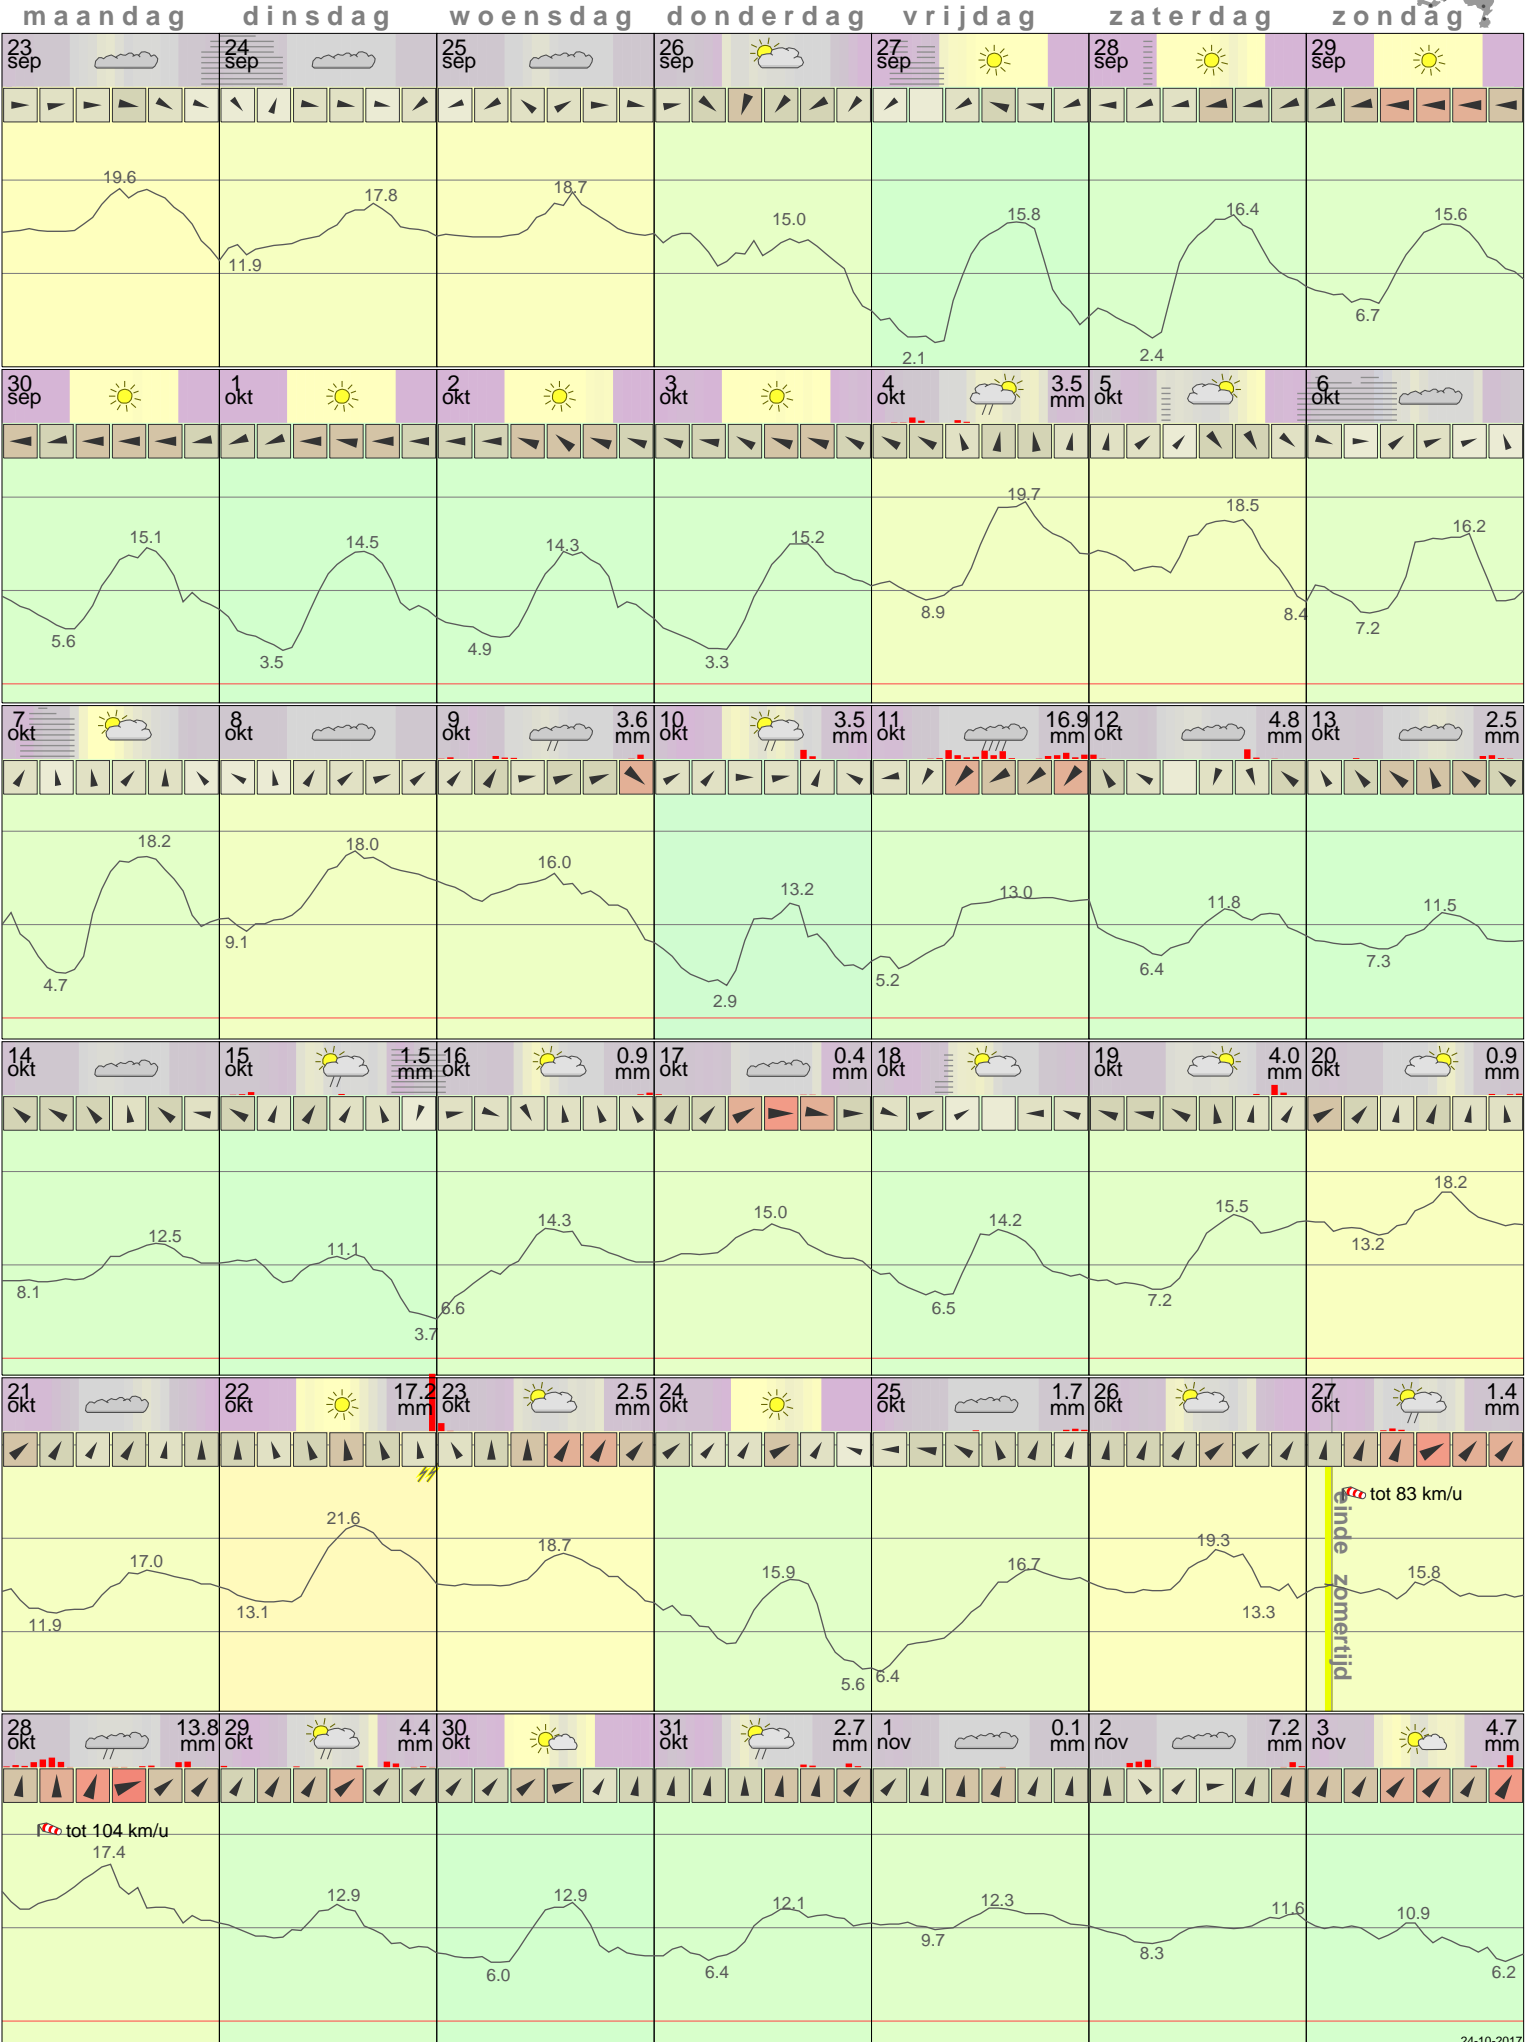 maandag dinsdag woensdag donderdag vrijdag zaterdag zondag
23 sep 24 sep 25 sep 26 sep 27 sep 28 sep 29 sep
19.6 17.8 18.7 15.0 15.8 16.4 15.6
11.9 2.1 2.4 6.7
30 sep 1 okt 2 okt 3 okt 4 okt 3.5 mm 5 okt 6 okt
15.1 14.5 14.3 15.2 19.7 18.5 16.2
5.6 3.5 4.9 3.3 8.9 8.4 7.2
7 okt 8 okt 9 okt 3.6 mm 10 okt 3.5 mm 11 okt 16.9 mm 12 okt 4.8 mm 13 okt 2.5 mm
18.2 18.0 16.0 13.2 13.0 11.8 11.5
4.7 9.1 2.9 5.2 6.4 7.3
14 okt 15 okt 1.5 mm 16 okt 0.9 mm 17 okt 0.4 mm 18 okt 19 okt 4.0 mm 20 okt 0.9 mm
12.5 11.1 14.3 15.0 14.2 15.5 18.2
8.1 3.7 6.6 6.5 7.2 13.2
21 okt 22 okt 17.2 mm 23 okt 2.5 mm 24 okt 25 okt 1.7 mm 26 okt 27 okt 1.4 mm
tot 83 km/u
einde zomertijd
17.0 21.6 18.7 15.9 16.7 19.3 15.8
11.9 13.1 5.6 6.4 13.3
28 okt 13.8 mm 29 okt 4.4 mm 30 okt 31 okt 2.7 mm 1 nov 0.1 mm 2 nov 7.2 mm 3 nov 4.7 mm
tot 104 km/u
17.4 12.9 12.9 12.1 12.3 11.6 10.9
6.0 6.4 9.7 8.3 6.2
24-10-2017